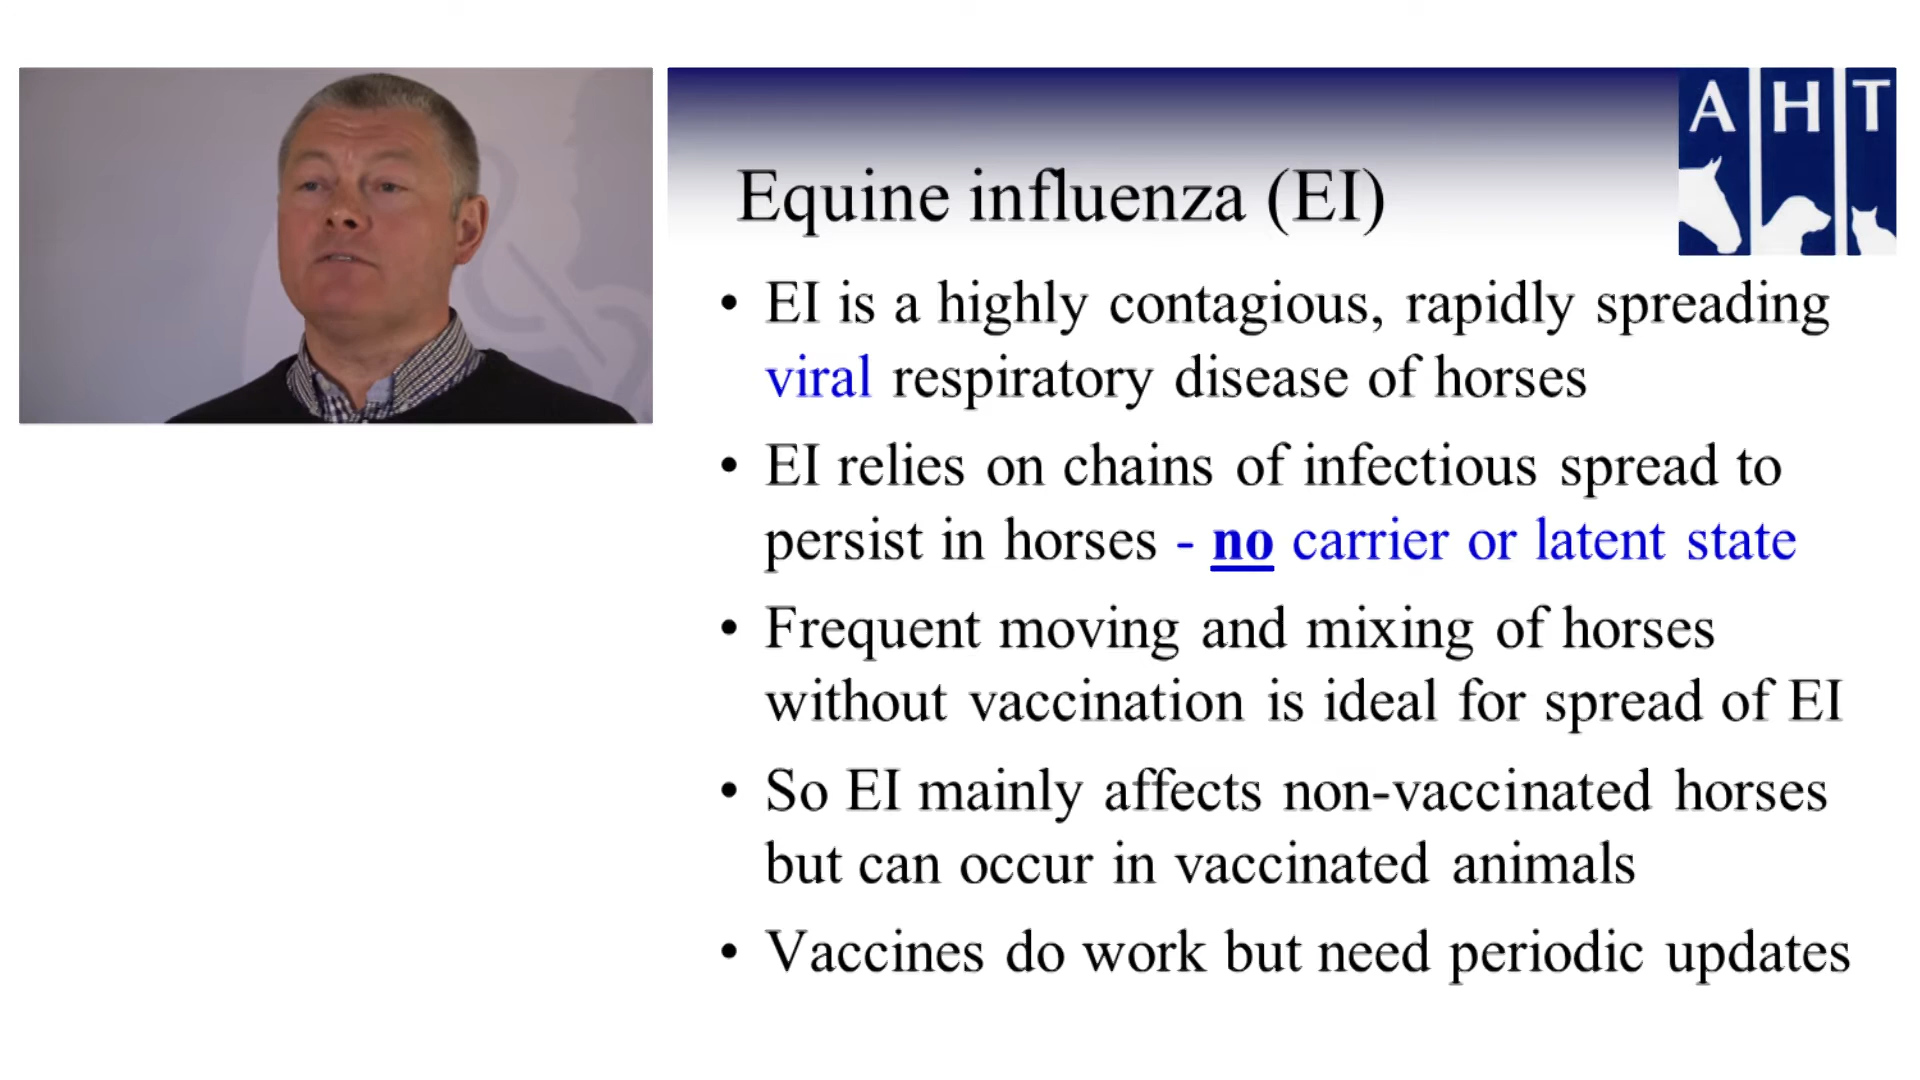 A H T
Equine influenza (EI)
• EI is a highly contagious, rapidly spreading
viral respiratory disease of horses
• EI relies on chains of infectious spread to
persist in horses - no carrier or latent state
• Frequent moving and mixing of horses
without vaccination is ideal for spread of EI
• So EI mainly affects non-vaccinated horses
but can occur in vaccinated animals
• Vaccines do work but need periodic updates